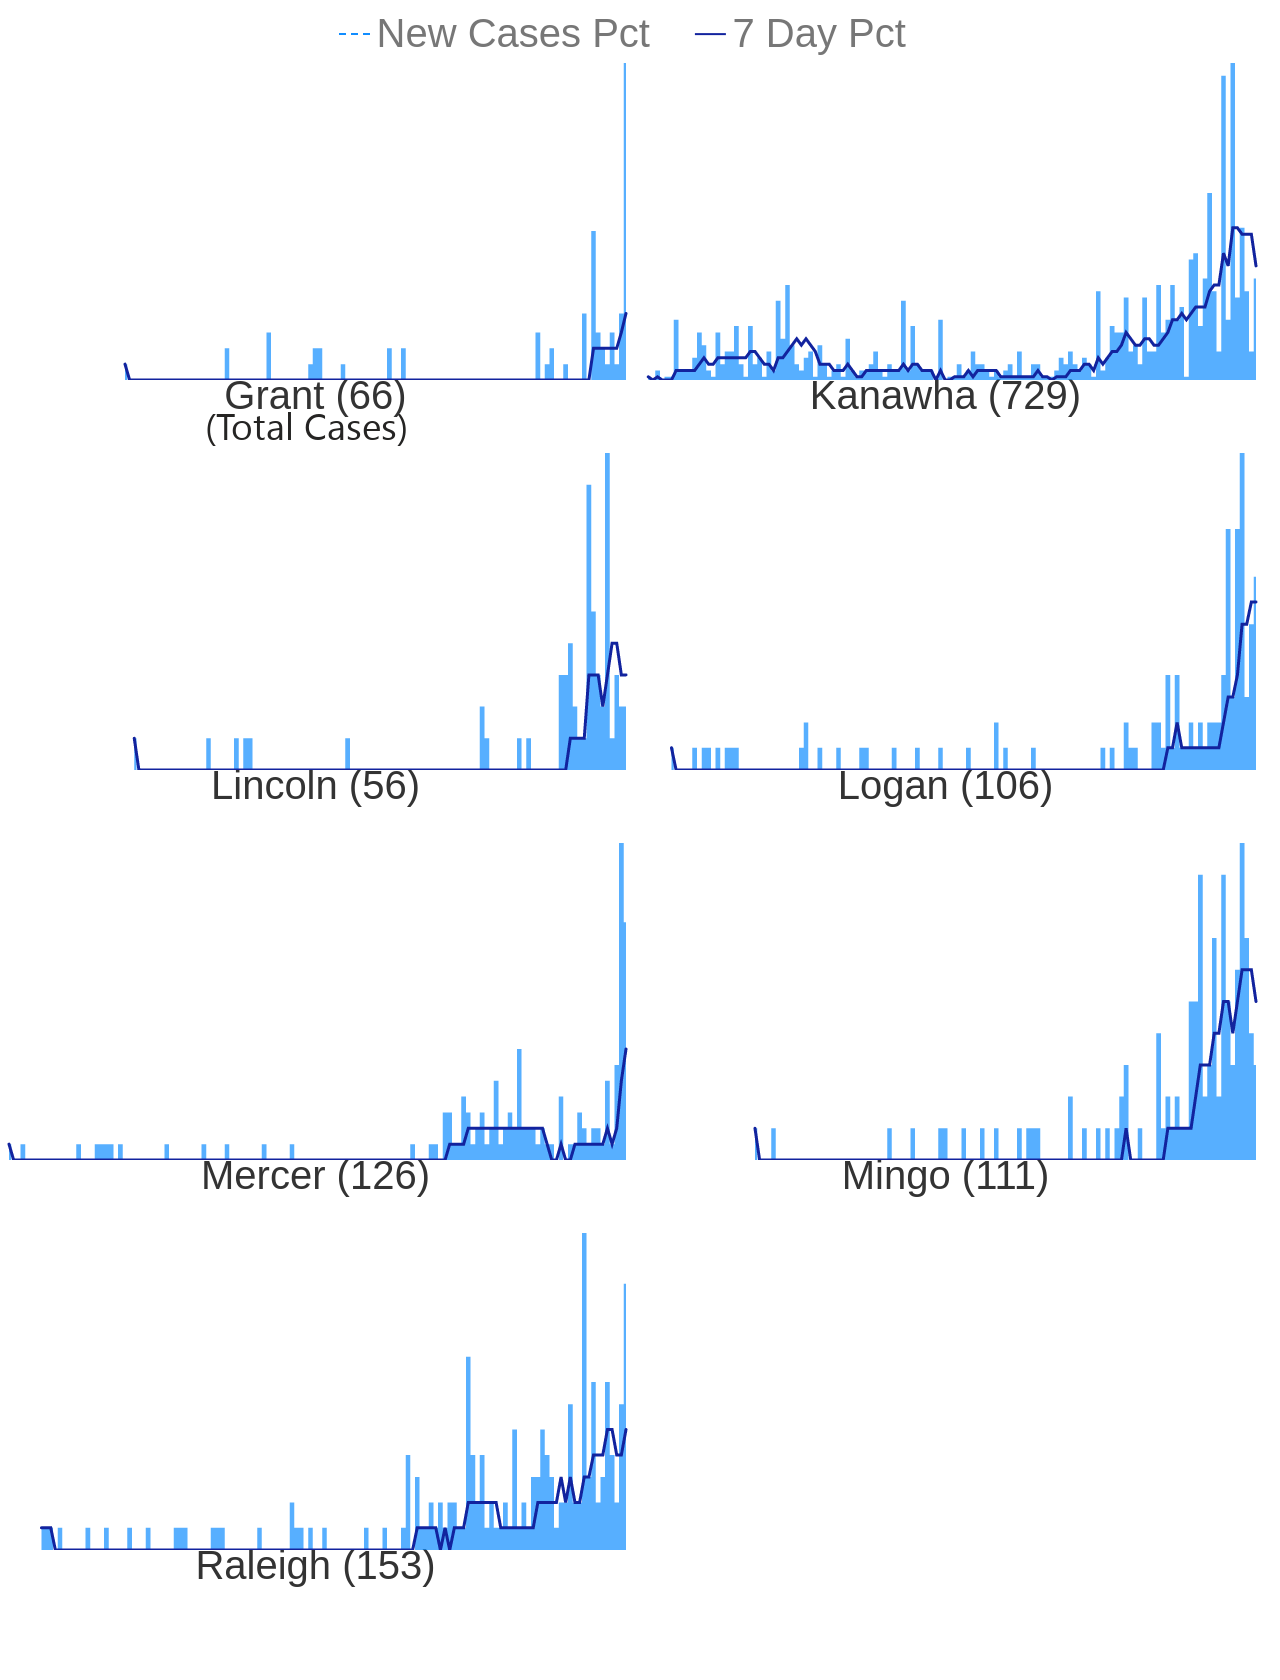 New Cases Pct 7 Day Pct
Grant (66) Kanawha (729)
(Total Cases)
Lincoln (56) Logan (106)
Mercer (126) Mingo (111)
Raleigh (153)